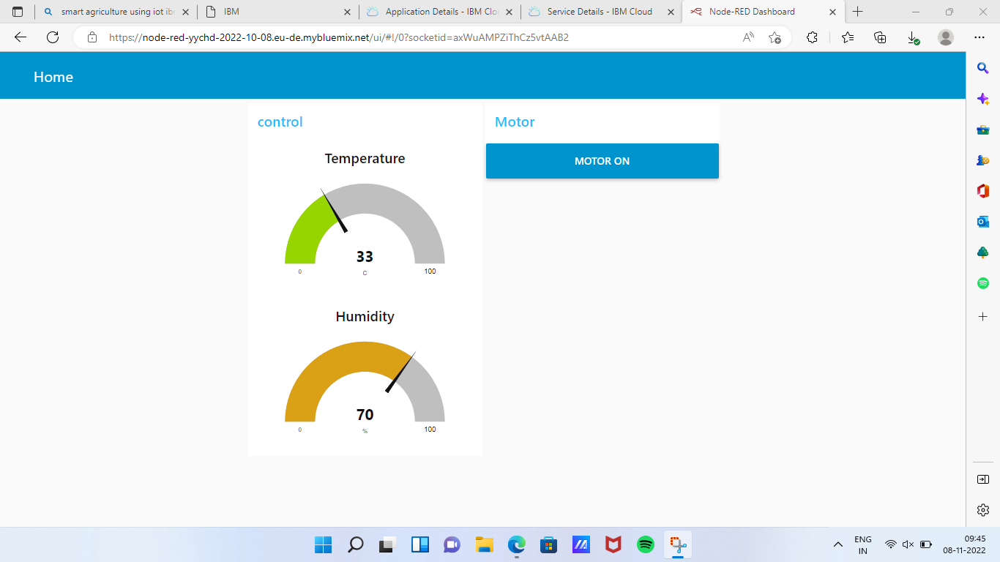 smart agriculture using iot ib
IBM
Application Details - IBM Clo
Service Details - IBM Cloud
Node-RED Dashboard
https://node-red-yychd-2022-10-08.eu-de.mybluemix.net/ui/#!/0?socketid=axWuAMPZiThCz5vtAAB2
Home
control
Temperature
33
0
C
100
Humidity
70
0
%
100
Motor
MOTOR ON
ENG
IN
09:45
08-11-2022